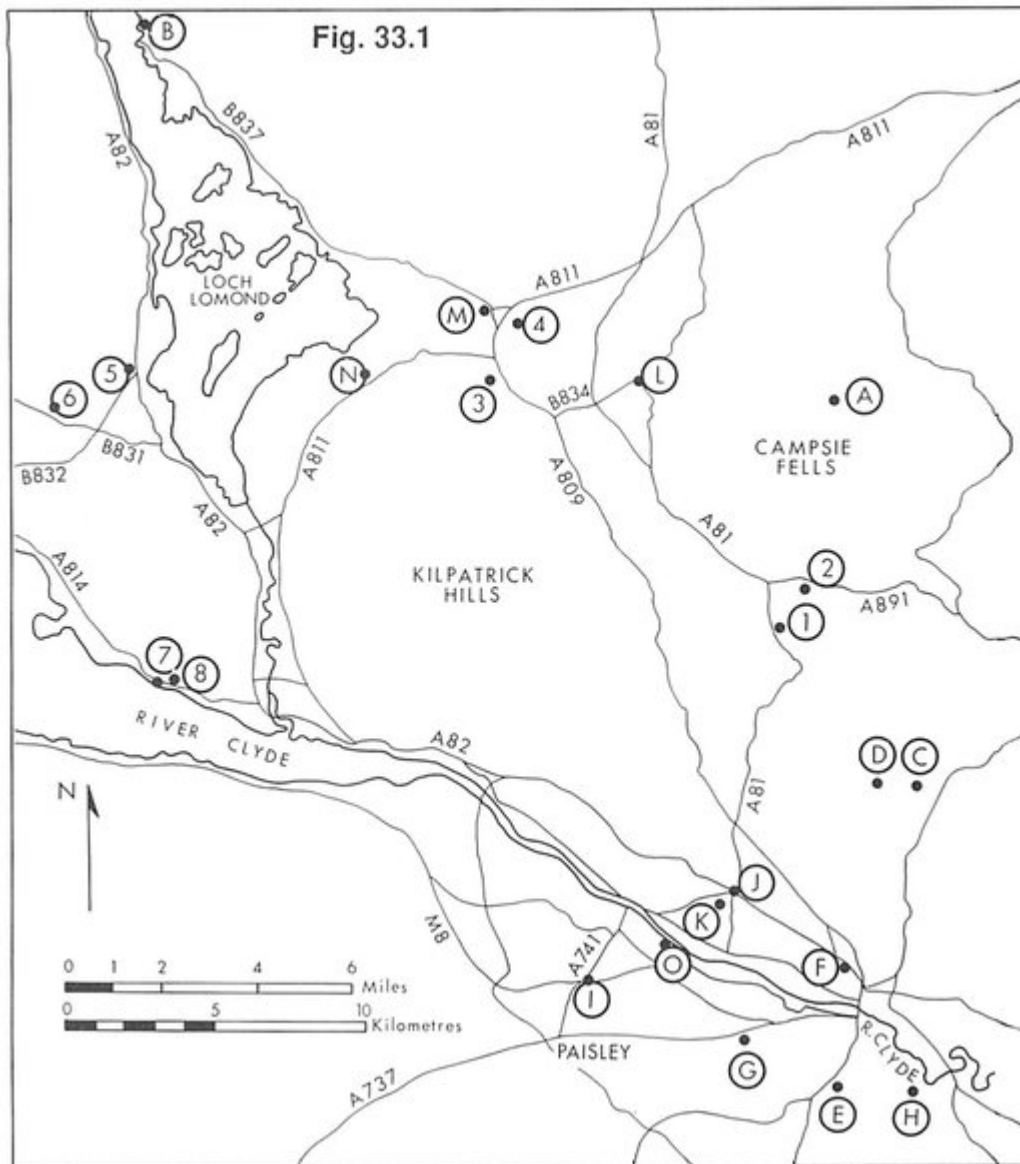 Fig. 33.1
B
B837
A82
A81
A811
LOCH
LOMOND
A811
M
4
5
6
N
3
L
B834
A
CAMPSIE
FELLS
B831
B832
A82
A811
A809
A81
A814
KILPATRICK
HILLS
2
A891
1
7
8
RIVER CLYDE
A82
D
C
N
A81
J
K
M8
A741
O
F
0 1 2 4 6
Miles
0 5 10
Kilometres
I
PAISLEY
G
R. CLYDE
A737
E
H